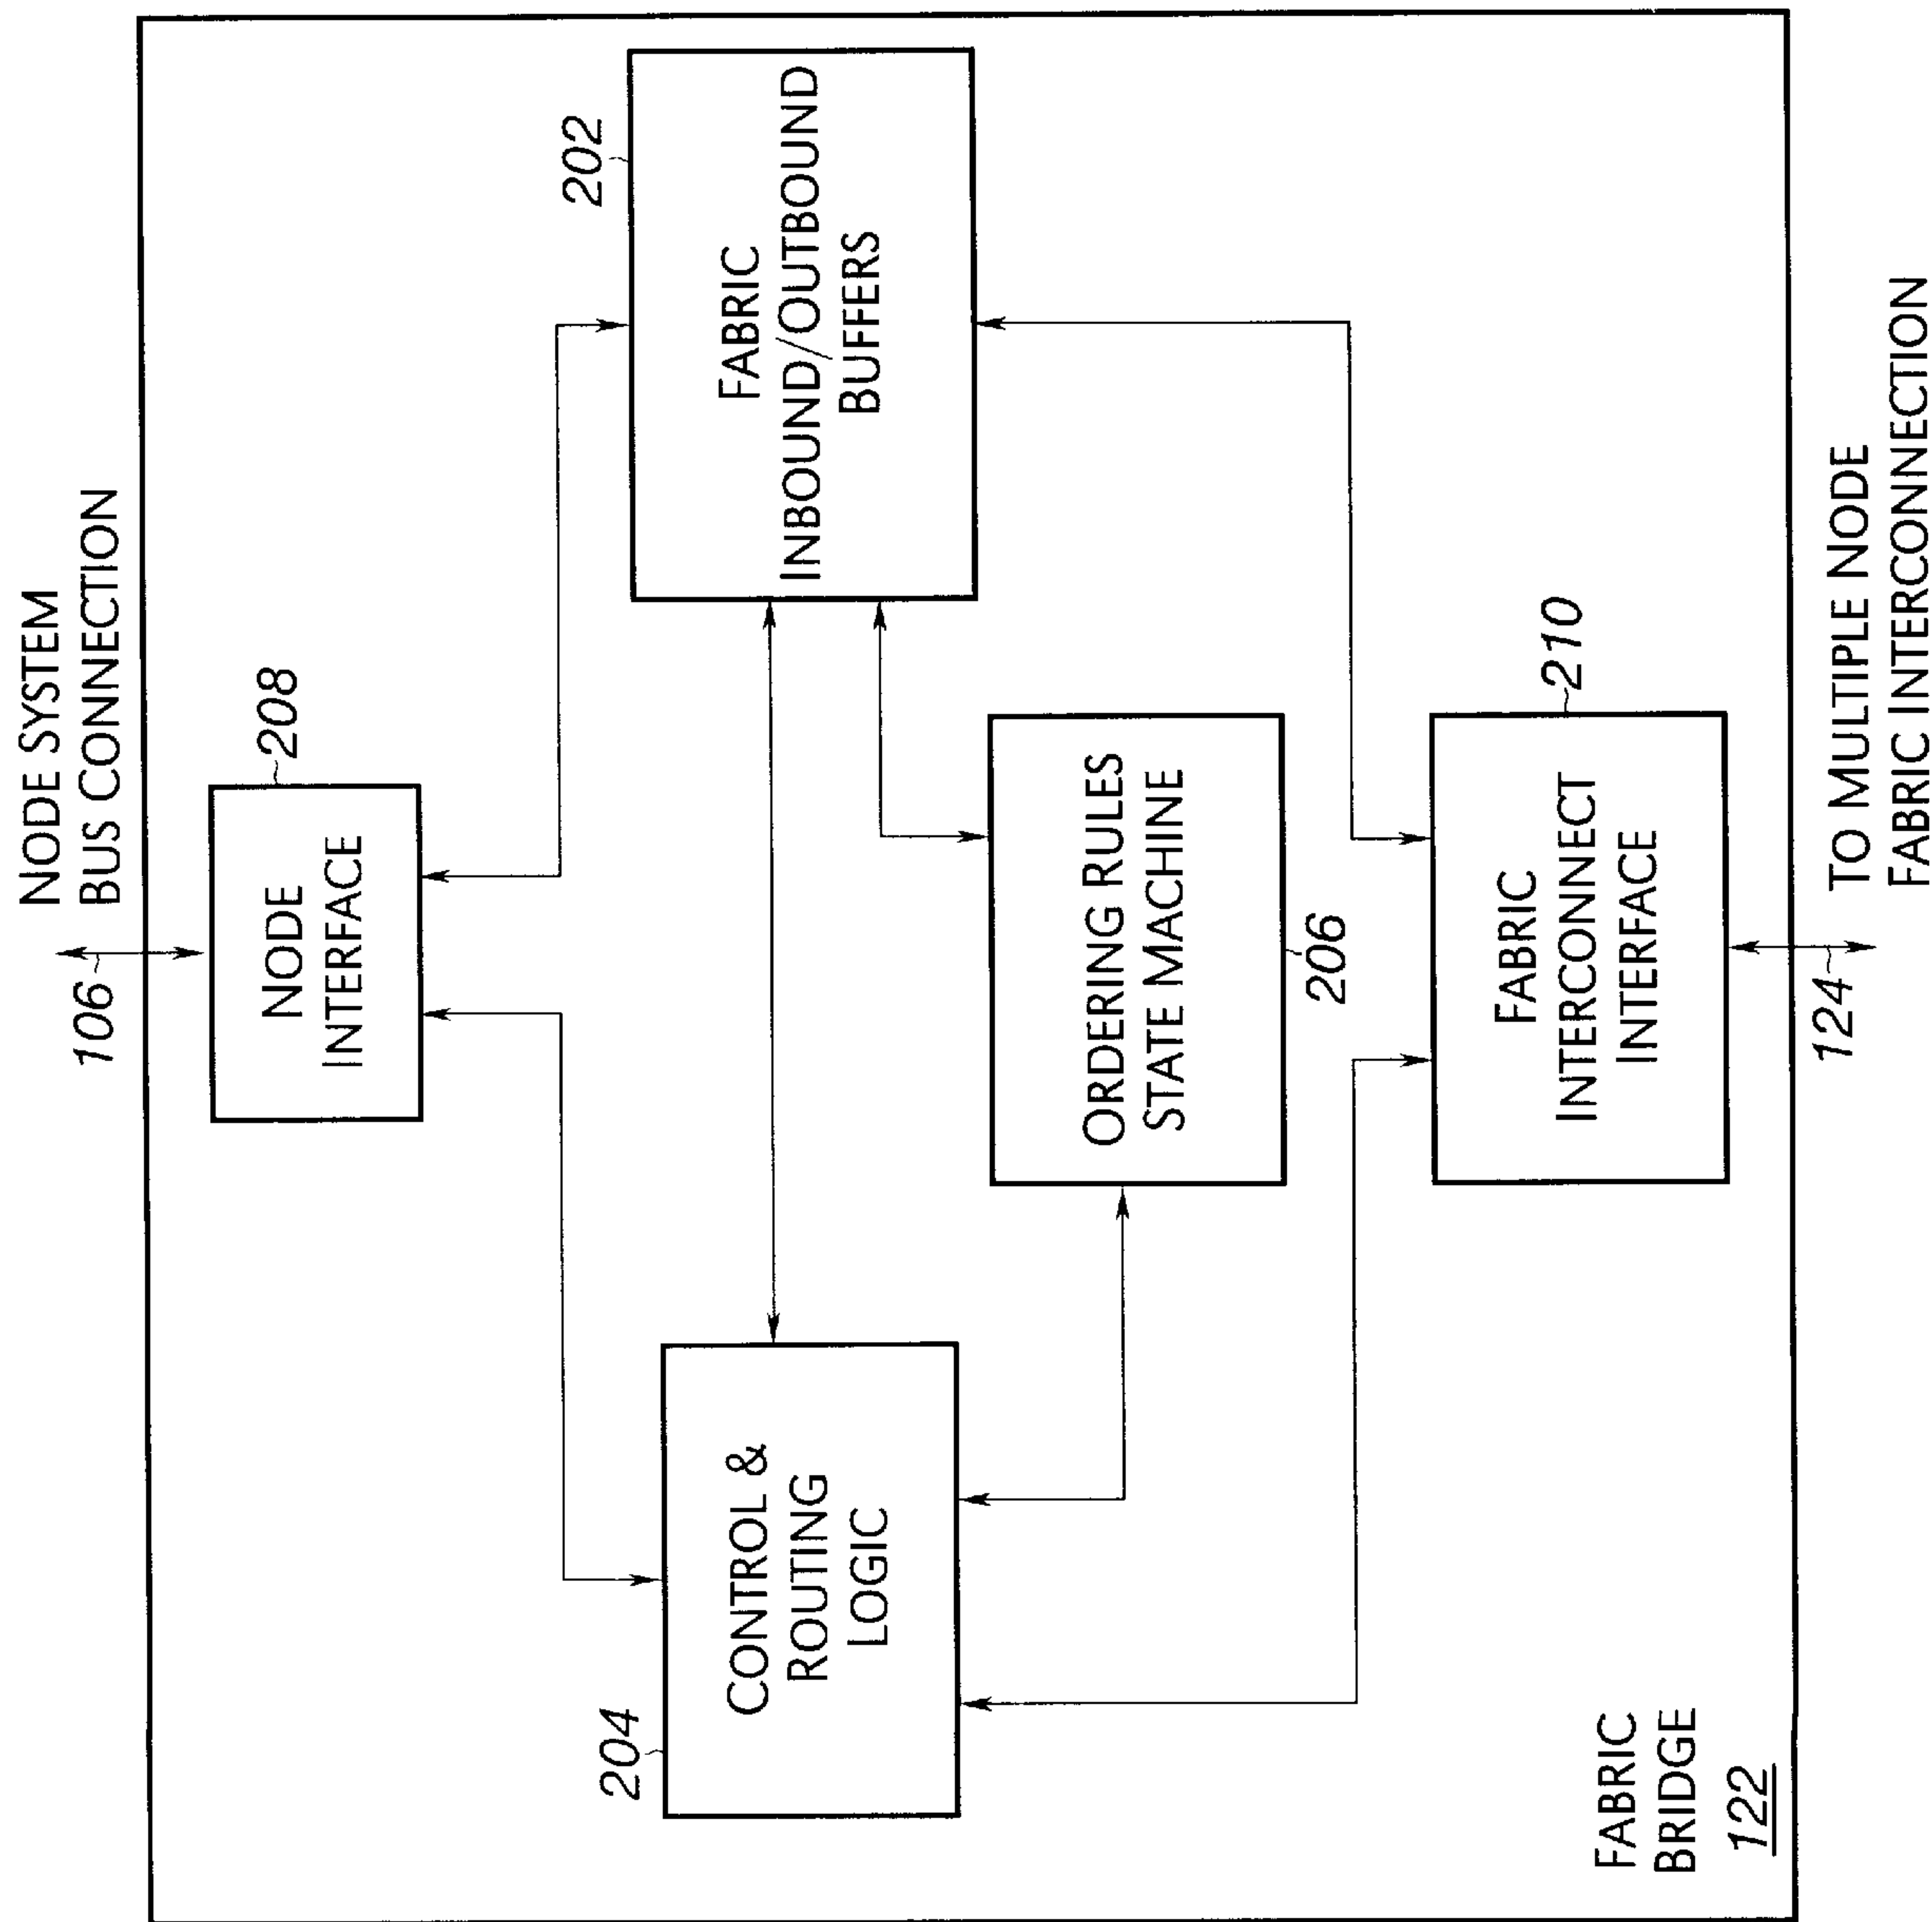 NODE SYSTEM
BUS CONNECTION
106
208
NODE
INTERFACE
202
FABRIC
INBOUND/OUTBOUND
BUFFERS
204
CONTROL &
ROUTING
LOGIC
ORDERING RULES
STATE MACHINE
206
210
FABRIC
INTERCONNECT
INTERFACE
FABRIC
BRIDGE
122
124
TO MULTIPLE NODE
FABRIC INTERCONNECTION